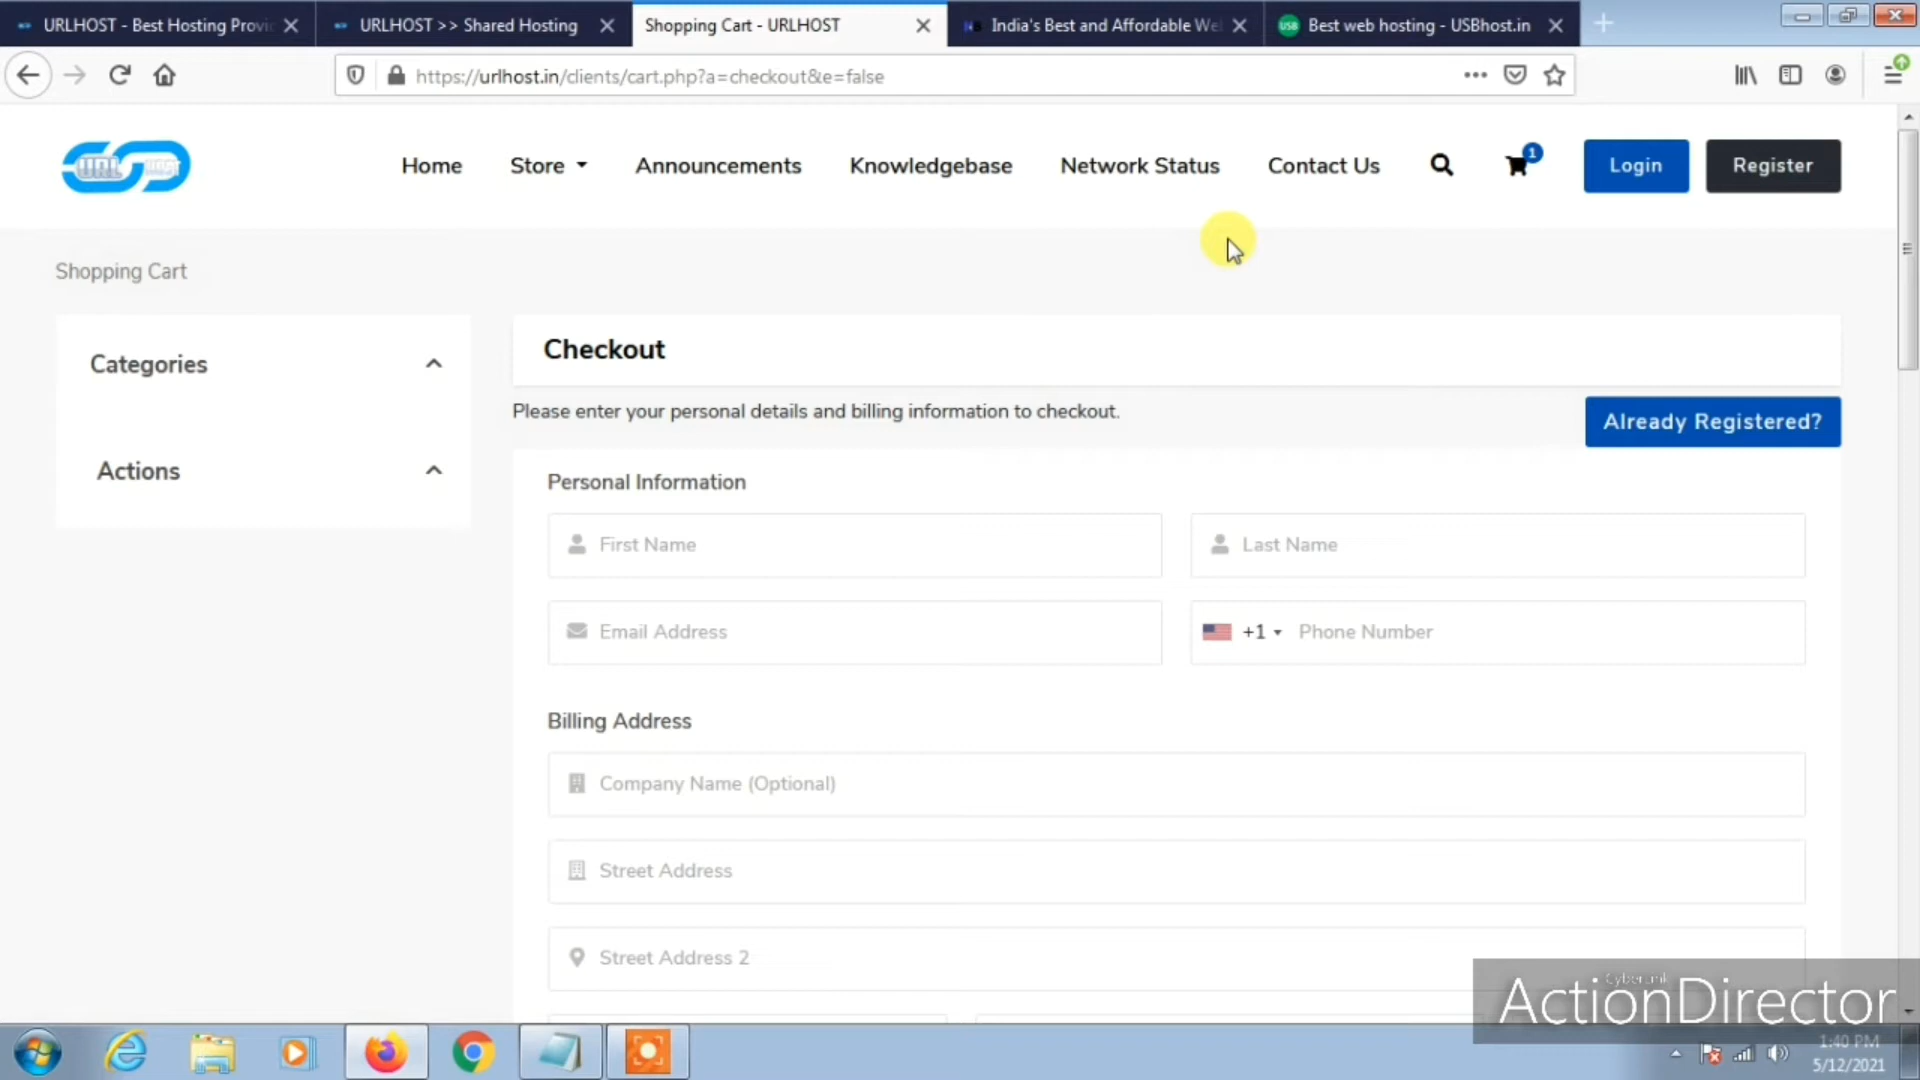 URLHOST - Best Hosting Provi
URLHOST >> Shared Hosting
Shopping Cart - URLHOST
India's Best and Affordable We
USB
Best web hosting - USBhost.in
https://urlhost.in/clients/cart.php?a=checkout&e=false
URL
Home
Store
Announcements
Knowledgebase
Network Status
Contact Us
1
Login
Register
Shopping Cart
Categories
Actions
Checkout
Please enter your personal details and billing information to checkout.
Already Registered?
Personal Information
First Name
Last Name
Email Address
+1
Phone Number
Billing Address
Company Name (Optional)
Street Address
Street Address 2
CyberLink
ActionDirector
1:40 PM
5/12/2021